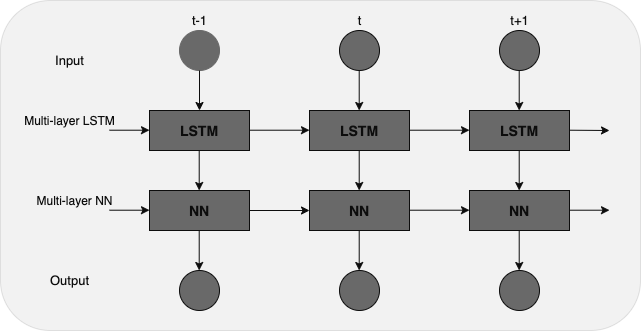 t-1 t t+1
Input
Multi-layer LSTM
LSTM LSTM LSTM
Multi-layer NN
NN NN NN
Output